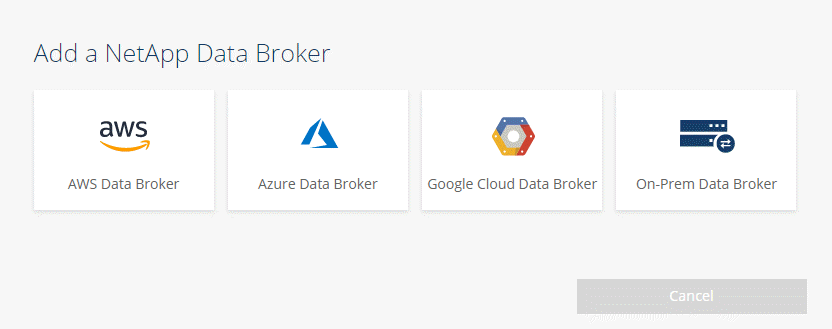 Add a NetApp Data Broker
aws
AWS Data Broker
Azure Data Broker
Google Cloud Data Broker
On-Prem Data Broker
Cancel